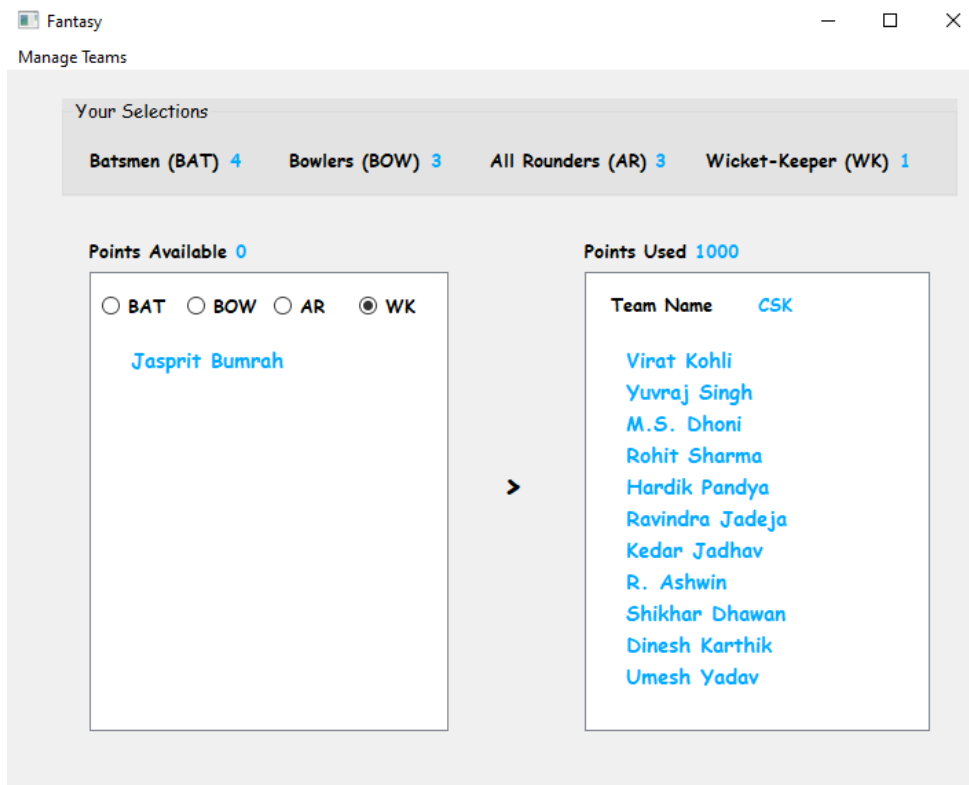 Fantasy
Manage Teams
Your Selections
Batsmen (BAT) 4 Bowlers (BOW) 3 All Rounders (AR) 3 Wicket-Keeper (WK) 1
Points Available 0
BAT BOW AR WK
Jasprit Bumrah
>
Points Used 1000
Team Name CSK
Virat Kohli
Yuvraj Singh
M.S. Dhoni
Rohit Sharma
Hardik Pandya
Ravindra Jadeja
Kedar Jadhav
R. Ashwin
Shikhar Dhawan
Dinesh Karthik
Umesh Yadav